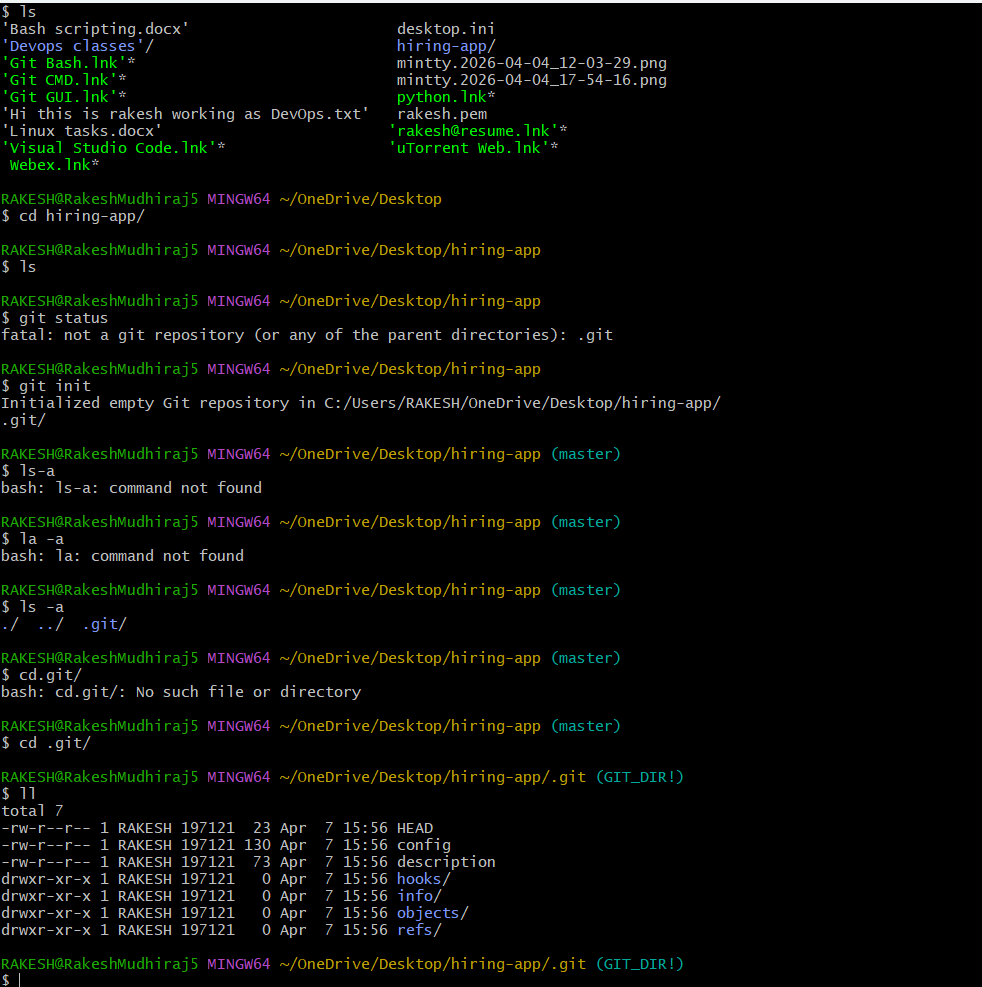 $ ls
'Bash scripting.docx'                       desktop.ini
'Devops classes'/                           hiring-app/
'Git Bash.lnk'*                             mintty.2026-04-04_12-03-29.png
'Git CMD.lnk'*                              mintty.2026-04-04_17-54-16.png
'Git GUI.lnk'*                              python.lnk*
'Hi this is rakesh working as DevOps.txt'   rakesh.pem
'Linux tasks.docx'                         'rakesh@resume.lnk'*
'Visual Studio Code.lnk'*                  'uTorrent Web.lnk'*
 Webex.lnk*

RAKESH@RakeshMudhiraj5 MINGW64 ~/OneDrive/Desktop
$ cd hiring-app/

RAKESH@RakeshMudhiraj5 MINGW64 ~/OneDrive/Desktop/hiring-app
$ ls

RAKESH@RakeshMudhiraj5 MINGW64 ~/OneDrive/Desktop/hiring-app
$ git status
fatal: not a git repository (or any of the parent directories): .git

RAKESH@RakeshMudhiraj5 MINGW64 ~/OneDrive/Desktop/hiring-app
$ git init
Initialized empty Git repository in C:/Users/RAKESH/OneDrive/Desktop/hiring-app/
.git/

RAKESH@RakeshMudhiraj5 MINGW64 ~/OneDrive/Desktop/hiring-app (master)
$ ls-a
bash: ls-a: command not found

RAKESH@RakeshMudhiraj5 MINGW64 ~/OneDrive/Desktop/hiring-app (master)
$ la -a
bash: la: command not found

RAKESH@RakeshMudhiraj5 MINGW64 ~/OneDrive/Desktop/hiring-app (master)
$ ls -a
./  ../  .git/

RAKESH@RakeshMudhiraj5 MINGW64 ~/OneDrive/Desktop/hiring-app (master)
$ cd.git/
bash: cd.git/: No such file or directory

RAKESH@RakeshMudhiraj5 MINGW64 ~/OneDrive/Desktop/hiring-app (master)
$ cd .git/

RAKESH@RakeshMudhiraj5 MINGW64 ~/OneDrive/Desktop/hiring-app/.git (GIT_DIR!)
$ ll
total 7
-rw-r--r-- 1 RAKESH 197121  23 Apr  7 15:56 HEAD
-rw-r--r-- 1 RAKESH 197121 130 Apr  7 15:56 config
-rw-r--r-- 1 RAKESH 197121  73 Apr  7 15:56 description
drwxr-xr-x 1 RAKESH 197121   0 Apr  7 15:56 hooks/
drwxr-xr-x 1 RAKESH 197121   0 Apr  7 15:56 info/
drwxr-xr-x 1 RAKESH 197121   0 Apr  7 15:56 objects/
drwxr-xr-x 1 RAKESH 197121   0 Apr  7 15:56 refs/

RAKESH@RakeshMudhiraj5 MINGW64 ~/OneDrive/Desktop/hiring-app/.git (GIT_DIR!)
$